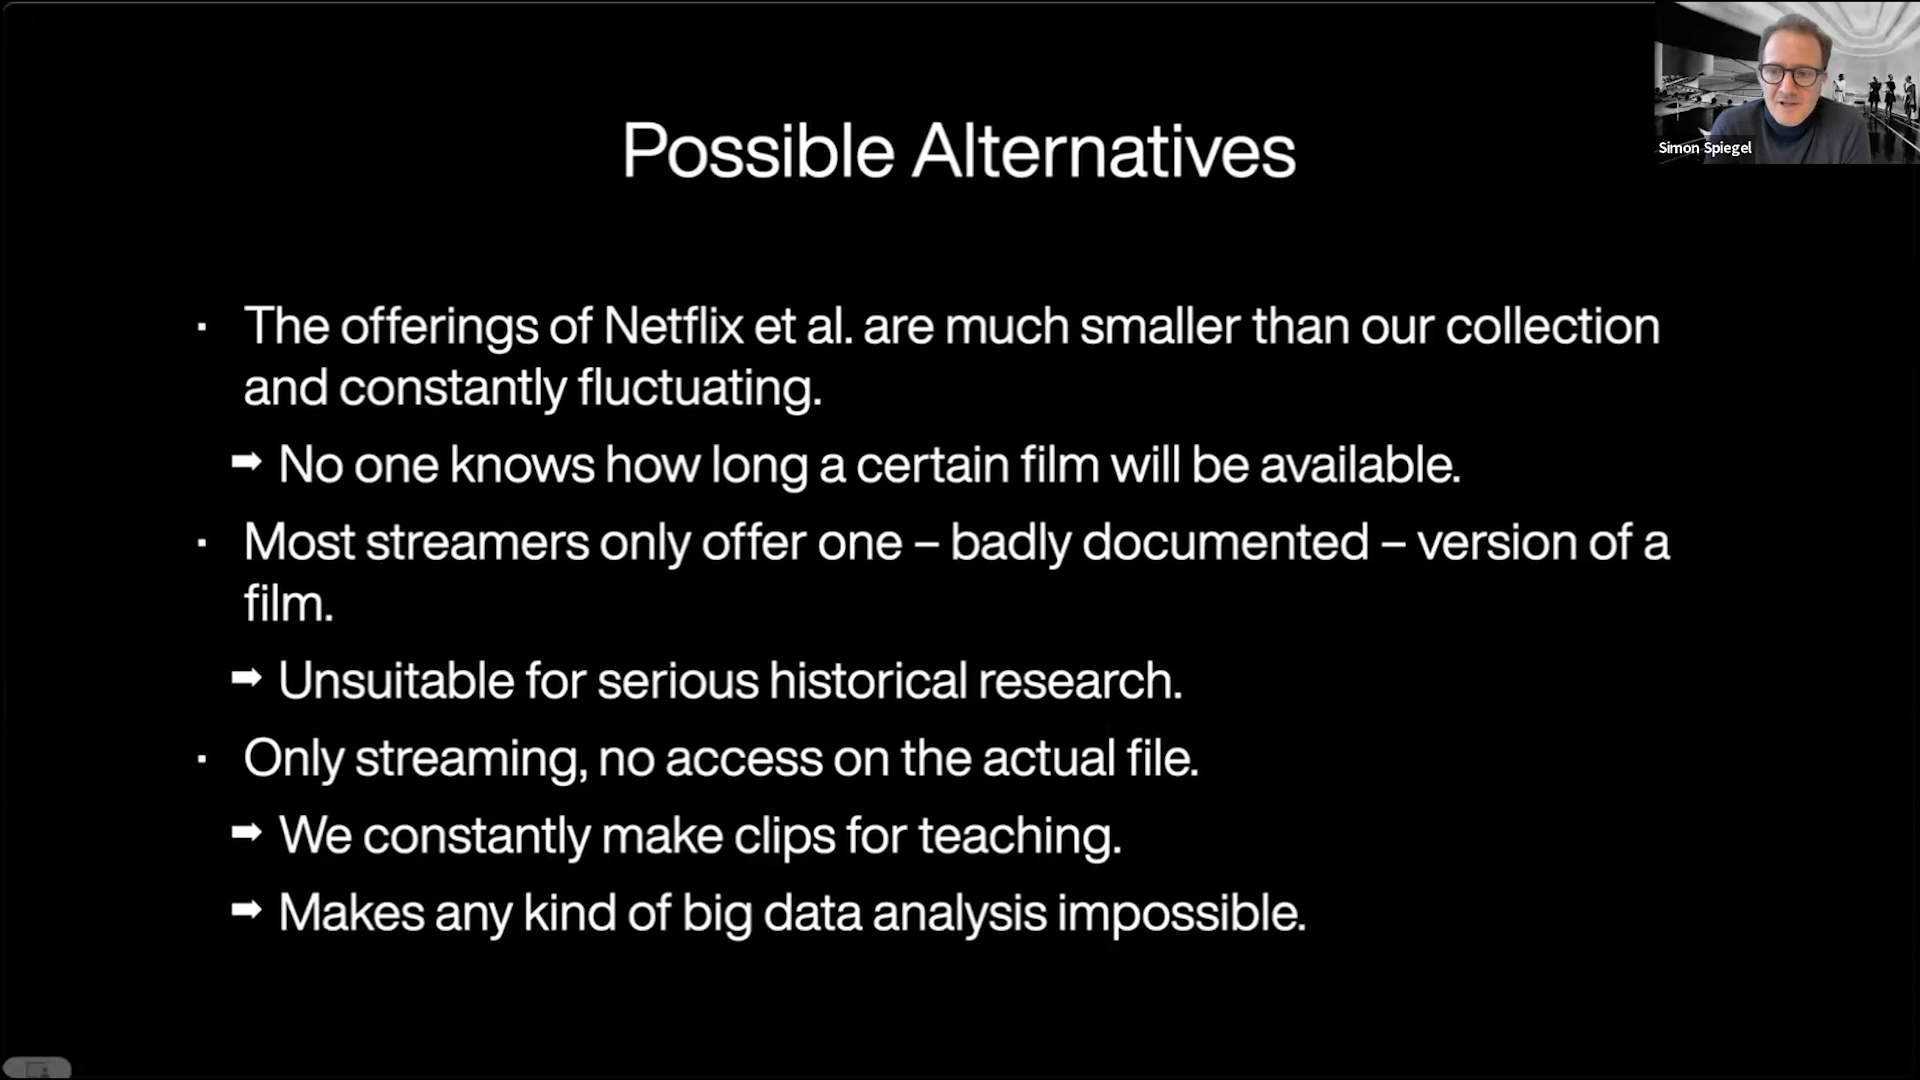 Possible Alternatives
Simon Spiegel
· The offerings of Netflix et al. are much smaller than our collection
and constantly fluctuating.
➡ No one knows how long a certain film will be available.
· Most streamers only offer one – badly documented – version of a
film.
➡ Unsuitable for serious historical research.
· Only streaming, no access on the actual file.
➡ We constantly make clips for teaching.
➡ Makes any kind of big data analysis impossible.